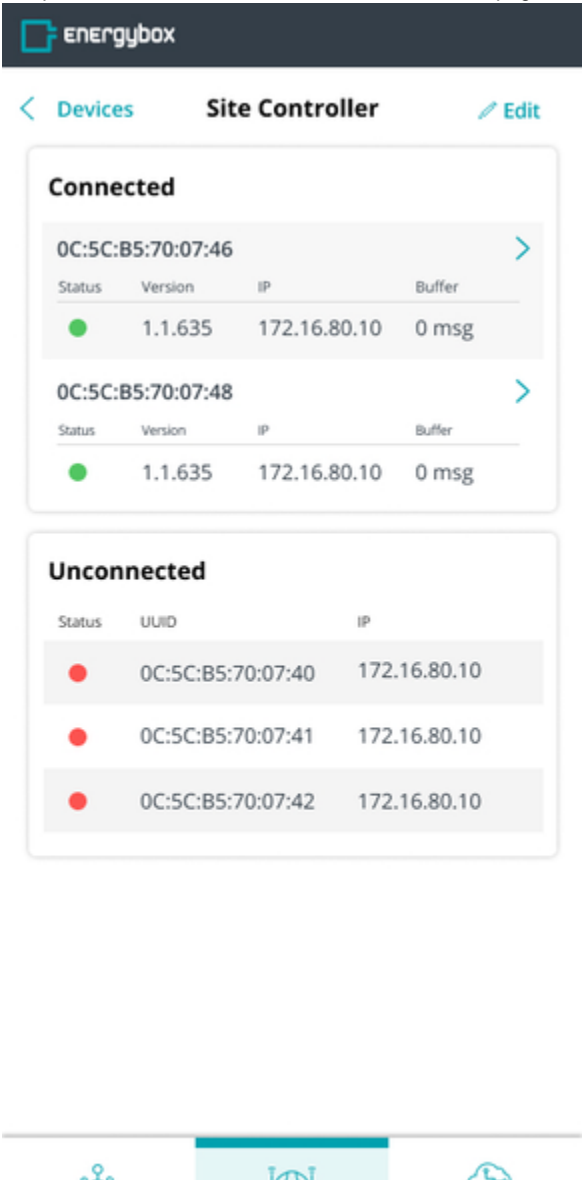 energybox
Devices Site Controller Edit
Connected
0C:5C:B5:70:07:46
Status Version IP Buffer
1.1.635 172.16.80.10 0 msg
0C:5C:B5:70:07:48
Status Version IP Buffer
1.1.635 172.16.80.10 0 msg
Unconnected
Status UUID IP
0C:5C:B5:70:07:40 172.16.80.10
0C:5C:B5:70:07:41 172.16.80.10
0C:5C:B5:70:07:42 172.16.80.10